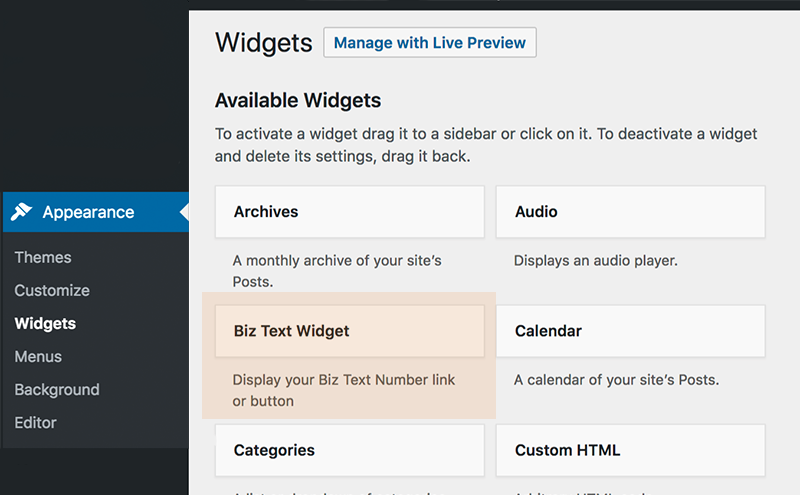 Widgets
Manage with Live Preview
Available Widgets
To activate a widget drag it to a sidebar or click on it. To deactivate a widget
and delete its settings, drag it back.
Appearance
Themes
Customize
Widgets
Menus
Background
Editor
Archives
A monthly archive of your site's
Posts.
Audio
Displays an audio player.
Biz Text Widget
Display your Biz Text Number link
or button
Calendar
A calendar of your site's Posts.
Categories
Custom HTML